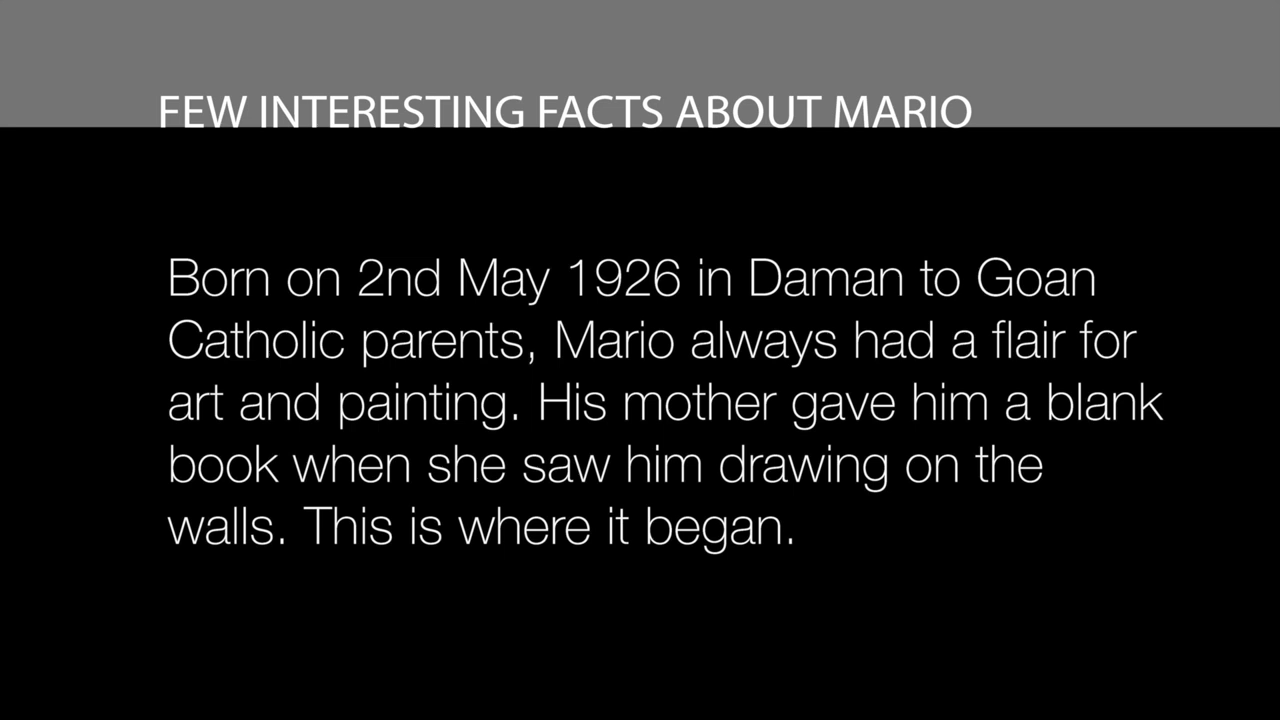 FEW INTERESTING FACTS ABOUT MARIO
Born on 2nd May 1926 in Daman to Goan
Catholic parents, Mario always had a flair for
art and painting. His mother gave him a blank
book when she saw him drawing on the
walls. This is where it began.